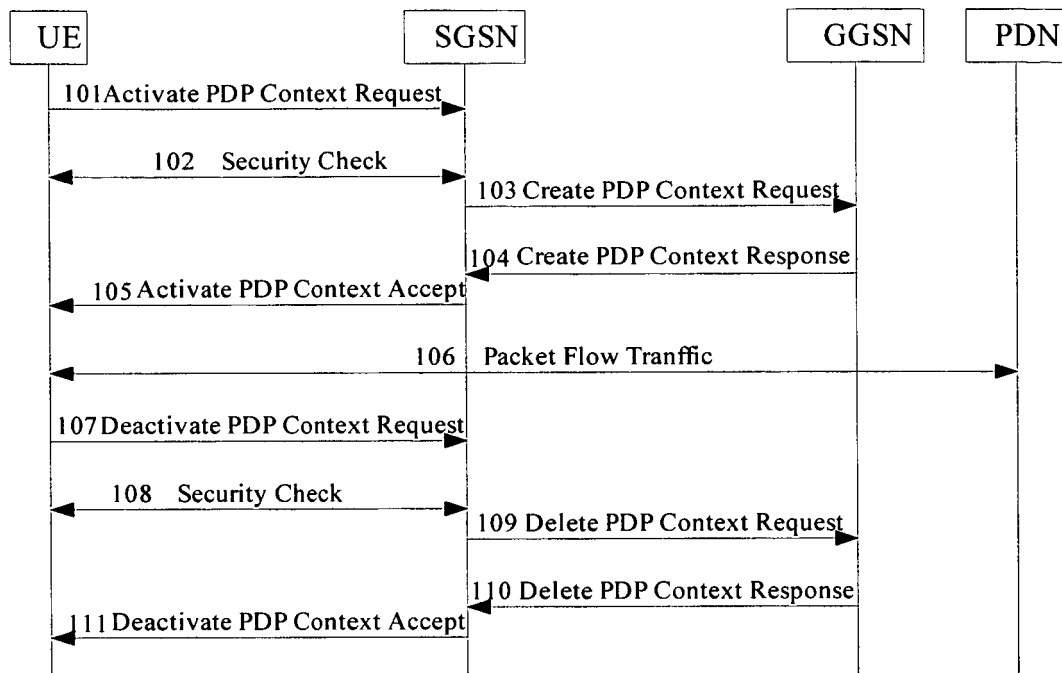 UE SGSN GGSN PDN
101 Activate PDP Context Request
102 Security Check
103 Create PDP Context Request
104 Create PDP Context Response
105 Activate PDP Context Accept
106 Packet Flow Tranffic
107 Deactivate PDP Context Request
108 Security Check
109 Delete PDP Context Request
110 Delete PDP Context Response
111 Deactivate PDP Context Accept